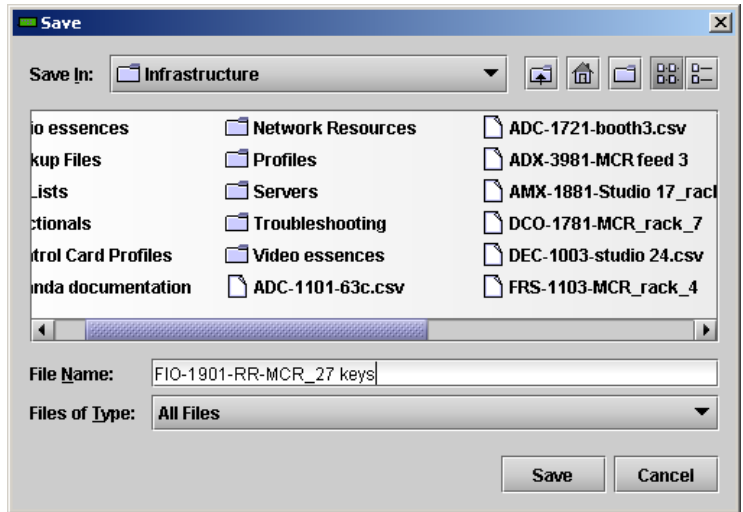 Save
Save In: Infrastructure
io essences
kup Files
Lists
ctionals
trol Card Profiles
anda documentation
Network Resources
Profiles
Servers
Troubleshooting
Video essences
ADC-1101-63c.csv
ADC-1721-booth3.csv
ADX-3981-MCR feed 3
AMX-1881-Studio 17_racl
DCO-1781-MCR_rack_7
DEC-1003-studio 24.csv
FRS-1103-MCR_rack_4
File Name: FIO-1901-RR-MCR_27 keys
Files of Type: All Files
Save Cancel